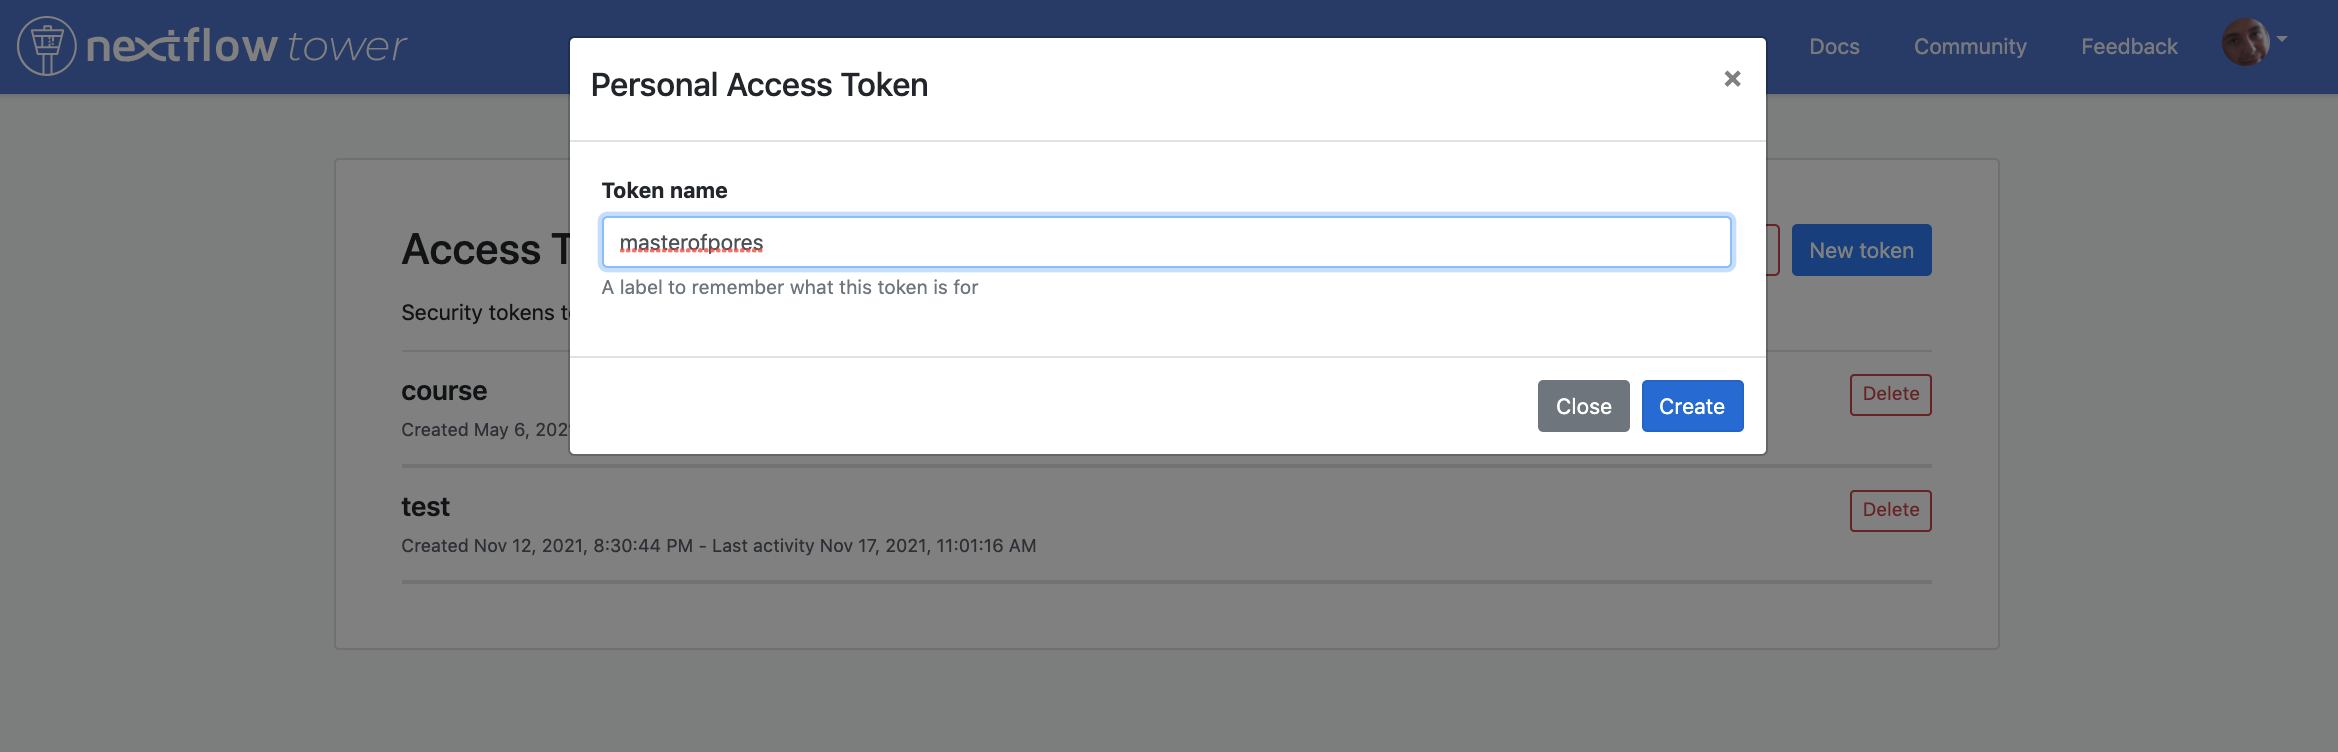 nextflow tower
Docs
Community
Feedback
Personal Access Token
×
Token name
masterofpores
A label to remember what this token is for
Close
Create
Access T
New token
Security tokens t
course
Created May 6, 202
Delete
test
Created Nov 12, 2021, 8:30:44 PM - Last activity Nov 17, 2021, 11:01:16 AM
Delete